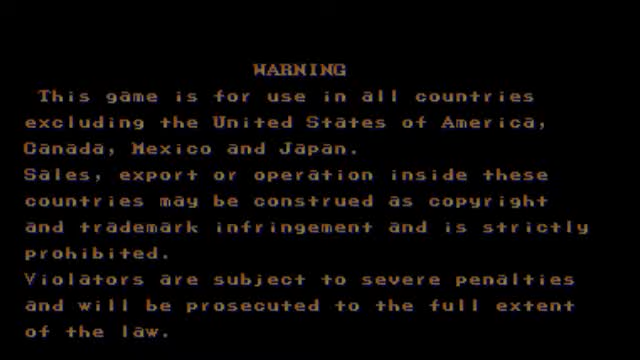 WARNING
This game is for use in all countries
excluding the United States of America,
Canada, Mexico and Japan.
Sales, export or operation inside these
countries may be construed as copyright
and trademark infringement and is strictly
prohibited.
Violators are subject to severe penalties
and will be prosecuted to the full extent
of the law.